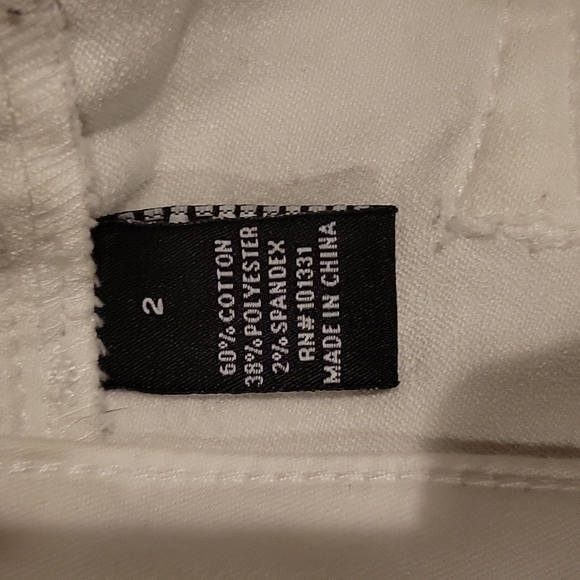 2
60% COTTON
38% POLYESTER
2% SPANDEX
RN# 101331
MADE IN CHINA